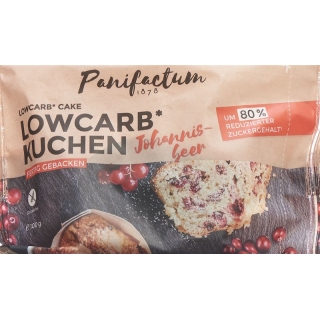 Panifactum
1878
LOWCARB* CAKE
LOWCARB*
KUCHEN
Johannis-
beer
UM 80%
REDUZIERTER
ZUCKERGEHALT
GEBACKEN